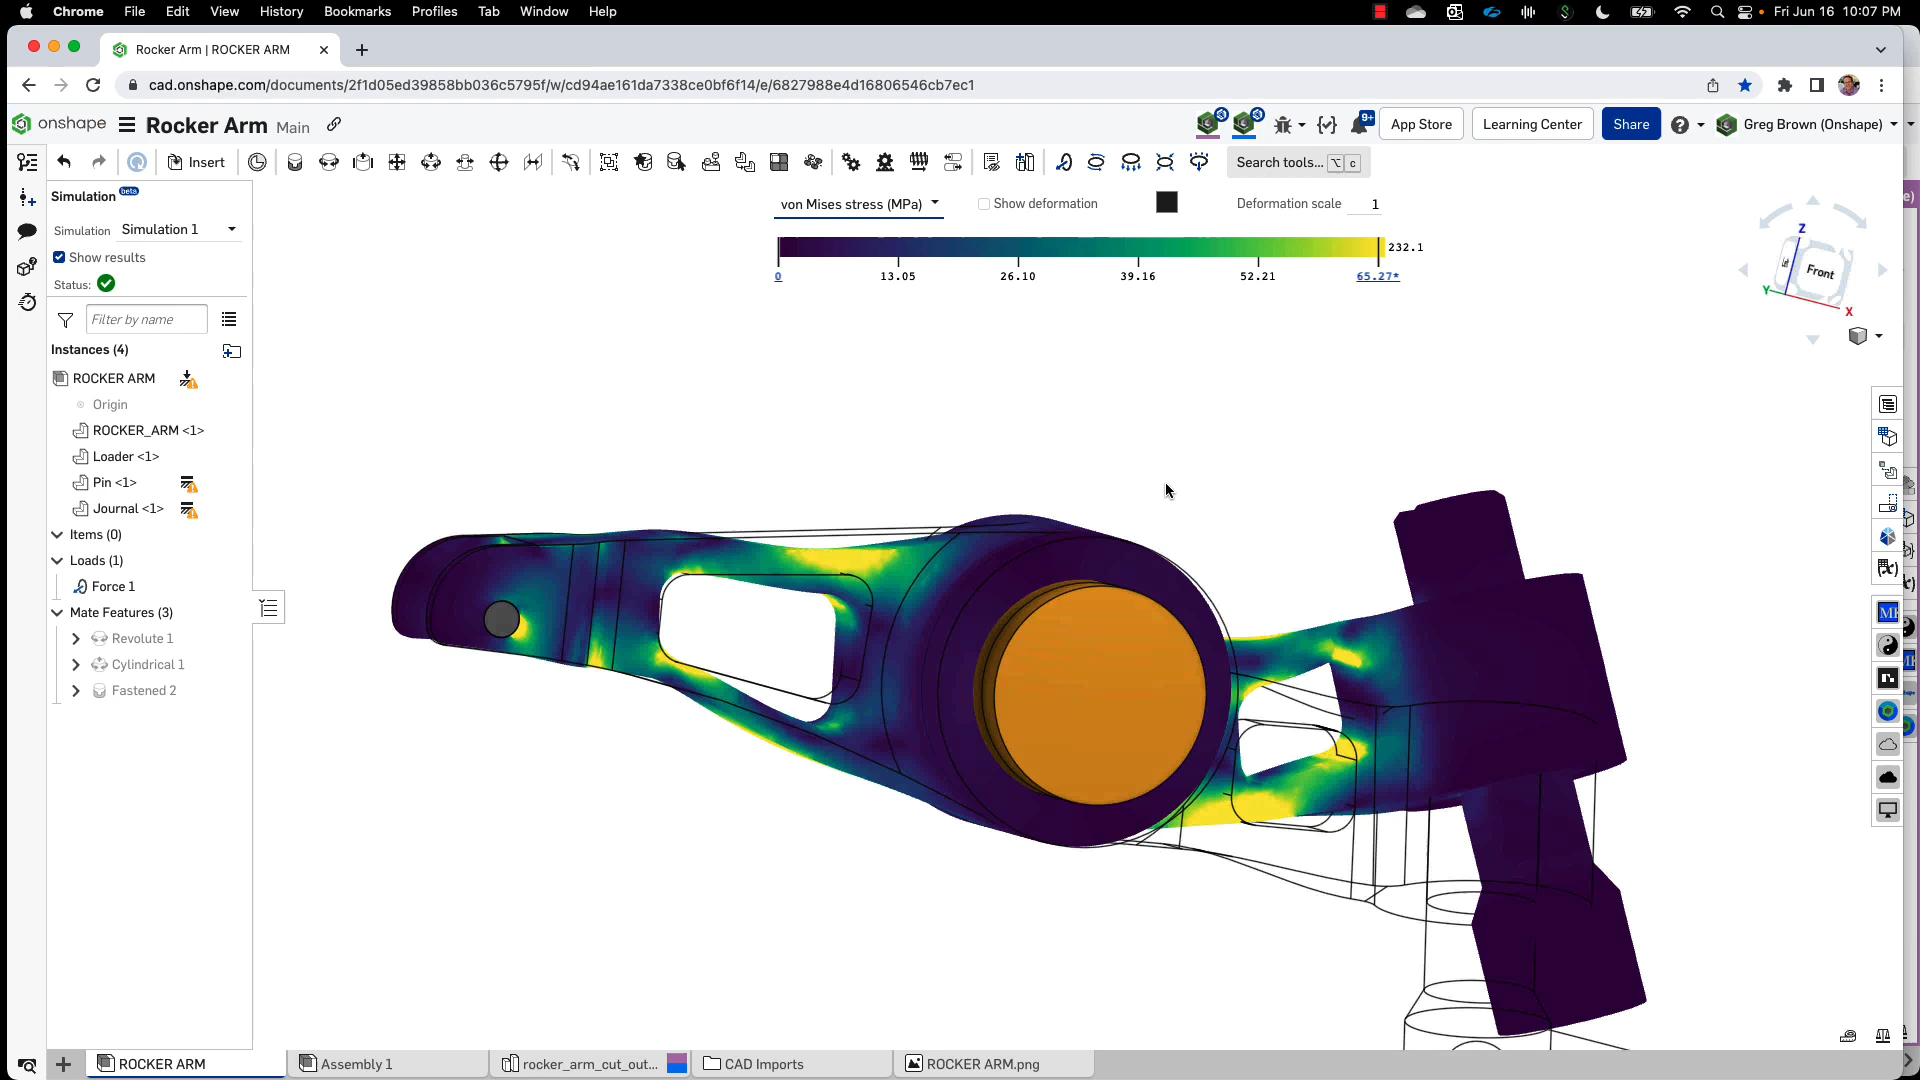 Chrome File Edit View History Bookmarks Profiles Tab Window Help Fri Jun 16 10:07 PM
Rocker Arm | ROCKER ARM
cad.onshape.com/documents/2f1d05ed39858bb036c5795f/w/cd94ae161da7338ce0bf6f14/e/6827988e4d16806546cb7ec1
onshape Rocker Arm Main 9+ App Store Learning Center Share Greg Brown (Onshape)
Insert Search tools... ⌥ c
Simulation beta
von Mises stress (MPa) Show deformation Deformation scale 1
Simulation Simulation 1
232.1
Show results
0 13.05 26.10 39.16 52.21 65.27*
Status:
Z Front Y X
Filter by name
Instances (4)
ROCKER ARM
Origin
ROCKER_ARM <1>
Loader <1>
Pin <1>
Journal <1>
Items (0)
Loads (1)
Force 1
Mate Features (3)
Revolute 1
Cylindrical 1
Fastened 2
ROCKER ARM Assembly 1 rocker_arm_cut_out... CAD Imports ROCKER ARM.png